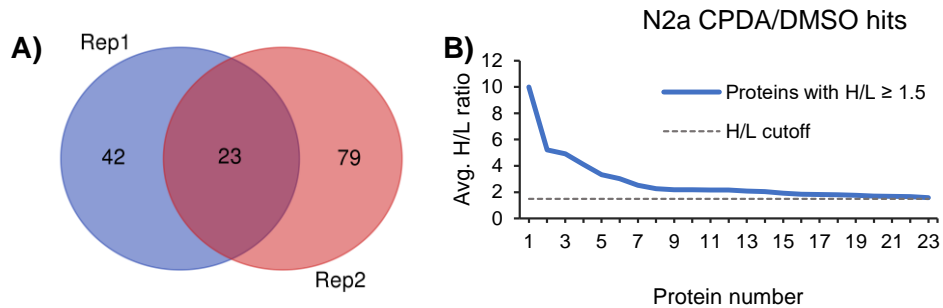 A)
Rep1
42
23
79
Rep2
N2a CPDA/DMSO hits
B)
Avg. H/L ratio
12
10
8
6
4
2
0
Proteins with H/L ≥ 1.5
H/L cutoff
1 3 5 7 9 11 13 15 17 19 21 23
Protein number